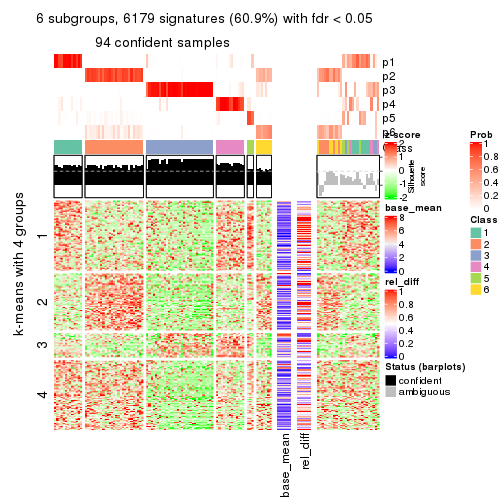 6 subgroups, 6179 signatures (60.9%) with fdr < 0.05
94 confident samples
p1
p2
p3
p4
p5
p6
Class
z-score
2
1
0
-1
-2
Silhouette
score
Prob
1
0.8
0.6
0.4
0.2
0
base_mean
8
6
4
2
0
Class
1
2
3
4
5
6
rel_diff
1
0.8
0.6
0.4
0.2
0
Status (barplots)
confident
ambiguous
k-means with 4 groups
1
2
3
4
base_mean
rel_diff